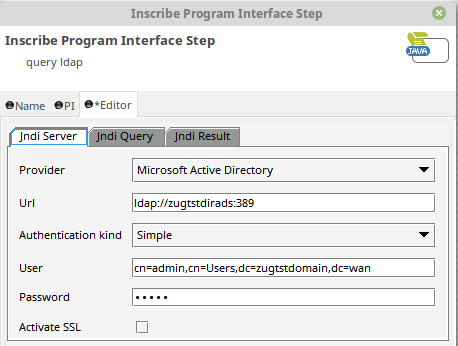 Inscribe Program Interface Step
Inscribe Program Interface Step
query ldap
JAVA
Name PI *Editor
Jndi Server Jndi Query Jndi Result
Provider Microsoft Active Directory
Url ldap://zugtstdirads:389
Authentication kind Simple
User cn=admin,cn=Users,dc=zugtstdomain,dc=wan
Password •••••
Activate SSL